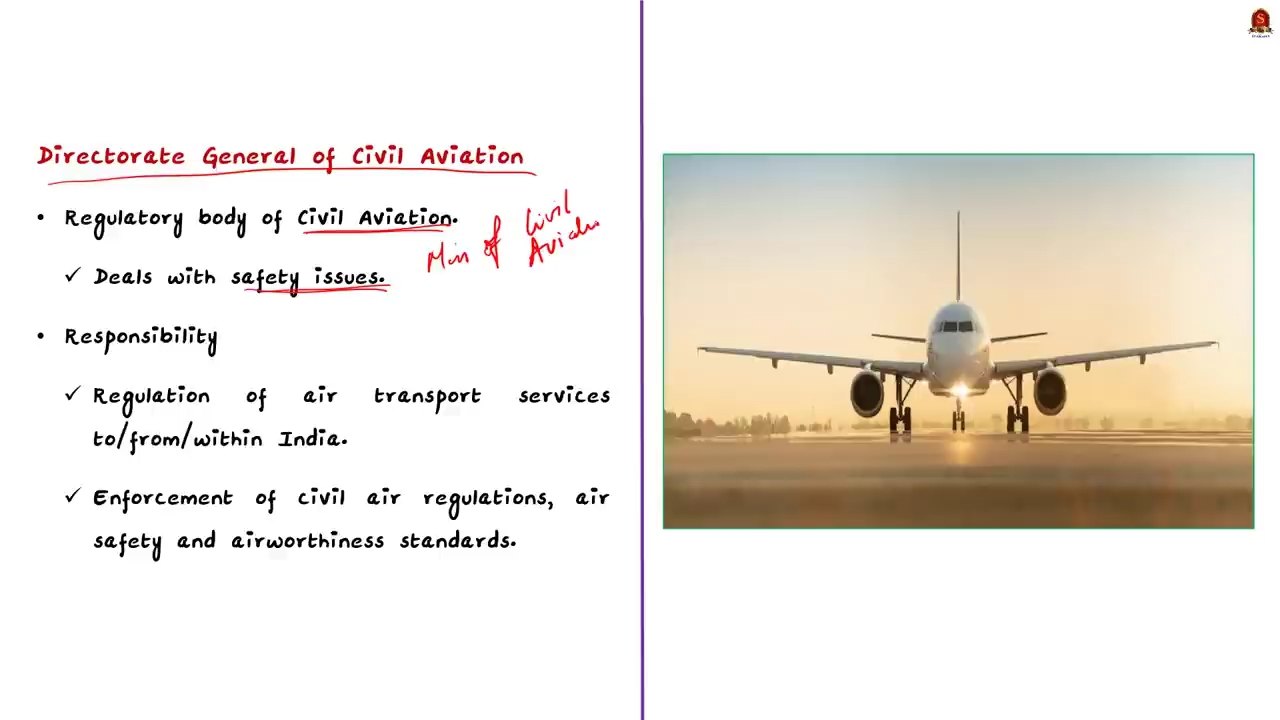 Directorate General of Civil Aviation
• Regulatory body of Civil Aviation.
Min of Civil
✓ Deals with safety issues.
• Responsibility
✓ Regulation of air transport services
to/from/within India.
✓ Enforcement of civil air regulations, air
safety and airworthiness standards.